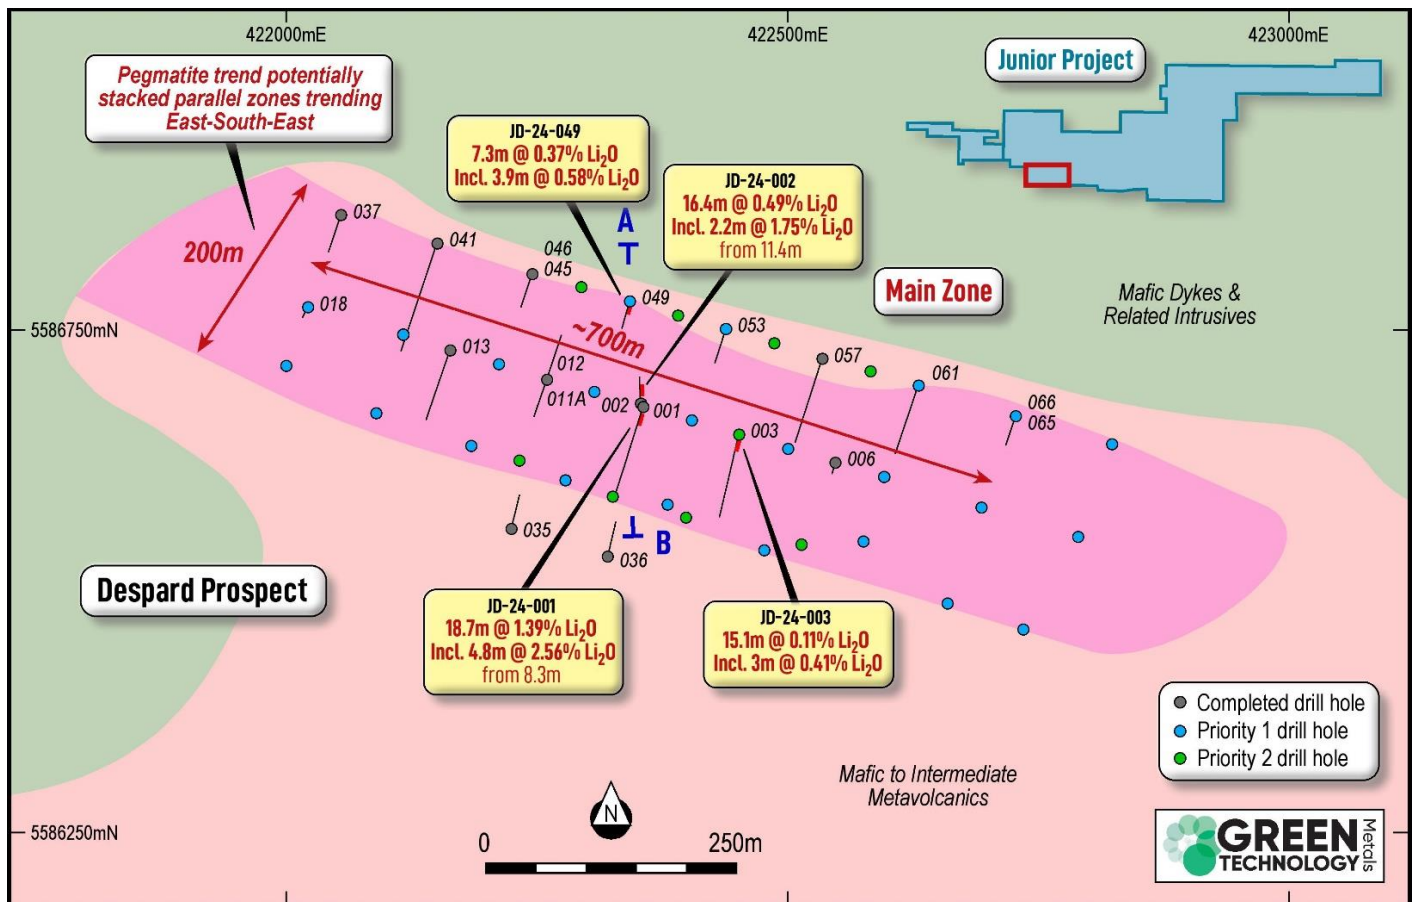 422000mE
422500mE
423000mE
Pegmatite trend potentially
stacked parallel zones trending
East-South-East
Junior Project
JD-24-049
7.3m @ 0.37% Li₂O
Incl. 3.9m @ 0.58% Li₂O
JD-24-002
16.4m @ 0.49% Li₂O
Incl. 2.2m @ 1.75% Li₂O
from 11.4m
A
200m
037
041
046
045
049
053
057
061
066
065
018
013
012
011A
002
001
003
006
035
036
~700m
Main Zone
Mafic Dykes &
Related Intrusives
5586750mN
B
Despard Prospect
JD-24-001
18.7m @ 1.39% Li₂O
Incl. 4.8m @ 2.56% Li₂O
from 8.3m
JD-24-003
15.1m @ 0.11% Li₂O
Incl. 3m @ 0.41% Li₂O
Completed drill hole
Priority 1 drill hole
Priority 2 drill hole
Mafic to Intermediate
Metavolcanics
5586250mN
N
0
250m
GREEN
TECHNOLOGY
Metals